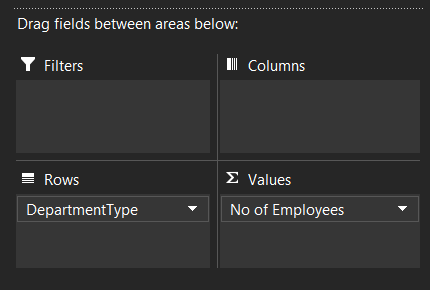 Drag fields between areas below:
Filters
Columns
Rows
Σ Values
DepartmentType
No of Employees